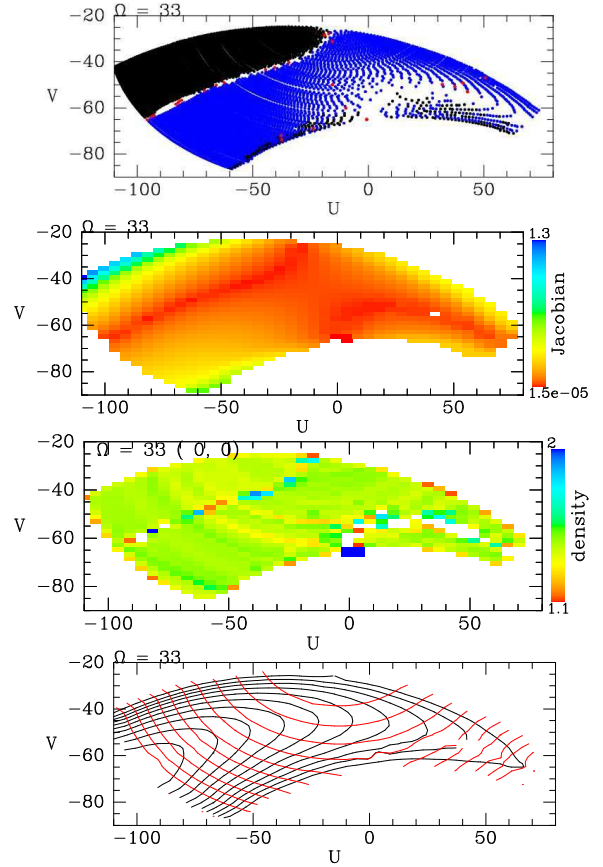 Ω = 33
−20
−40
V
−60
−80
−100 −50 0 50
U
Ω = 33
−20
1.3
−40
V
−60
−80
Jacobian
1.5e−05
−100 −50 0 50
U
Ω = 33 ( 0, 0)
−20
2
−40
V
−60
−80
density
1.1
−100 −50 0 50
U
Ω = 33
−20
−40
V
−60
−80
−100 −50 0 50
U